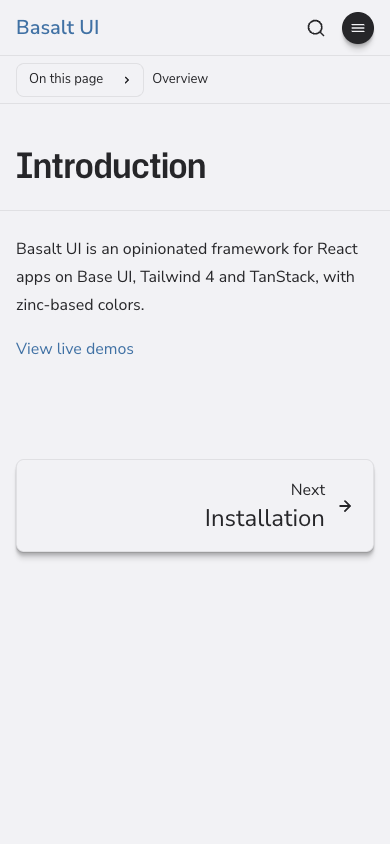 Basalt UI
On this page
Overview
Introduction
Basalt UI is an opinionated framework for React
apps on Base UI, Tailwind 4 and TanStack, with
zinc-based colors.
View live demos
Next
Installation